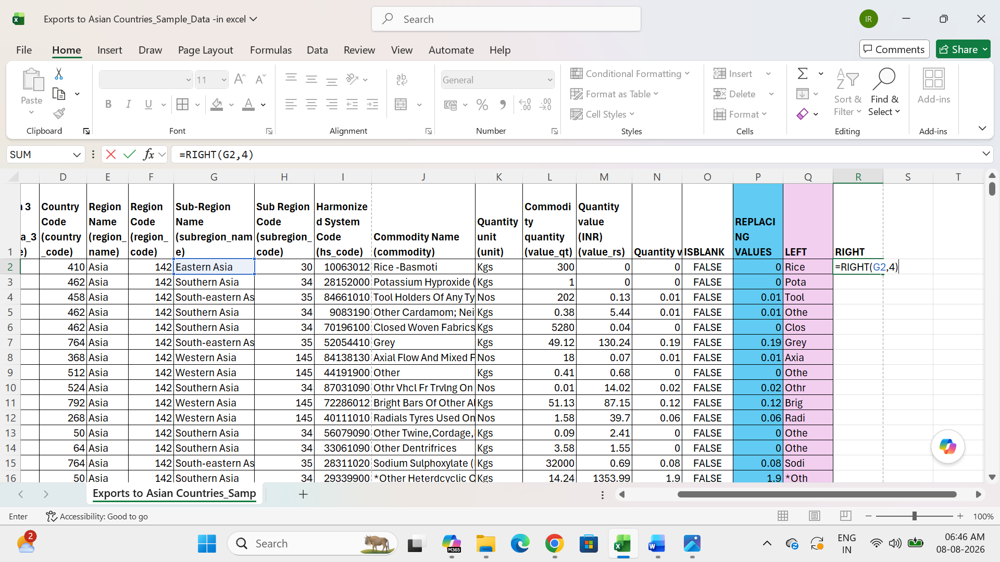 Exports to Asian Countries_Sample_Data -in excel
Search
IR
File Home Insert Draw Page Layout Formulas Data Review View Automate Help
Comments Share
Paste
11
General
Conditional Formatting
Format as Table
Cell Styles
Insert
Delete
Format
Sort & Filter
Find & Select
Add-ins
Clipboard Font Alignment Number Styles Cells Editing Add-ins
SUM
=RIGHT(G2,4)
D E F G H I J K L M N O P Q R S T
1 3 a_3 e) Country Code (country_code) Region Name (region_name) Region Code (region_code) Sub-Region Name (subregion_name) Sub Region Code (subregion_code) Harmonized System Code (hs_code) Commodity Name (commodity) Quantity unit (unit) Commodity quantity (value_qt) Quantity value (INR) (value_rs) Quantity v ISBLANK REPLACING VALUES LEFT RIGHT
2 410 Asia 142 Eastern Asia 30 10063012 Rice -Basmoti Kgs 300 0 0 FALSE 0 Rice =RIGHT(G2,4)
3 462 Asia 142 Southern Asia 34 28152000 Potassium Hyproxide ( Kgs 1 0 0 FALSE 0 Pota
4 458 Asia 142 South-eastern As 35 84661010 Tool Holders Of Any Ty Nos 202 0.13 0.01 FALSE 0.01 Tool
5 462 Asia 142 Southern Asia 34 9083190 Other Cardamom; Nei Kgs 0.38 5.44 0.01 FALSE 0.01 Othe
6 462 Asia 142 Southern Asia 34 70196100 Closed Woven Fabrics Kgs 5280 0.04 0 FALSE 0 Clos
7 764 Asia 142 South-eastern As 35 52054410 Grey Kgs 49.12 130.24 0.19 FALSE 0.19 Grey
8 368 Asia 142 Western Asia 145 84138130 Axial Flow And Mixed F Nos 18 0.07 0.01 FALSE 0.01 Axia
9 512 Asia 142 Western Asia 145 44191900 Other Kgs 0.41 0.68 0 FALSE 0 Othe
10 524 Asia 142 Southern Asia 34 87031090 Othr Vhcl Fr Trvlng On Nos 0.01 14.02 0.02 FALSE 0.02 Othr
11 792 Asia 142 Western Asia 145 72286012 Bright Bars Of Other Al Kgs 51.13 87.15 0.12 FALSE 0.12 Brig
12 268 Asia 142 Western Asia 145 40111010 Radials Tyres Used On Nos 1.58 39.7 0.06 FALSE 0.06 Radi
13 50 Asia 142 Southern Asia 34 56079090 Other Twine,Cordage, Kgs 0.09 2.41 0 FALSE 0 Othe
14 64 Asia 142 Southern Asia 34 33061090 Other Dentrifrices Kgs 3.58 1.55 0 FALSE 0 Othe
15 764 Asia 142 South-eastern As 35 28311020 Sodium Sulphoxylate ( Kgs 32000 0.69 0.08 FALSE 0.08 Sodi
16 50 Asia 142 Southern Asia 34 29339900 *Other Heterdcyclic C Kgs 14.24 1353.99 1.9 FALSE 1.9 *Oth
Exports to Asian Countries_Samp
Enter Accessibility: Good to go 100%
2 Search M365 ENG IN 06:46 AM
08-08-2026